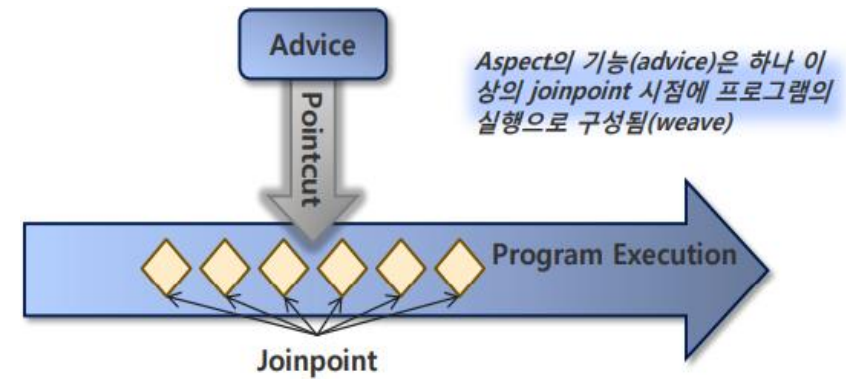 Advice
Aspect의 기능(advice)은 하나 이
상의 joinpoint 시점에 프로그램의
실행으로 구성됨(weave)
Pointcut
Program Execution
Joinpoint